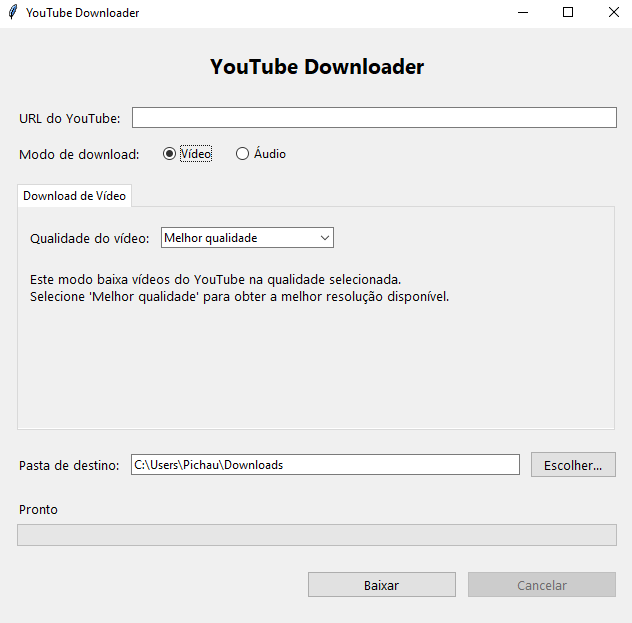 YouTube Downloader
YouTube Downloader
URL do YouTube:
Modo de download: Vídeo Áudio
Download de Vídeo
Qualidade do vídeo: Melhor qualidade
Este modo baixa vídeos do YouTube na qualidade selecionada.
Selecione 'Melhor qualidade' para obter a melhor resolução disponível.
Pasta de destino: C:\Users\Pichau\Downloads Escolher...
Pronto
Baixar Cancelar